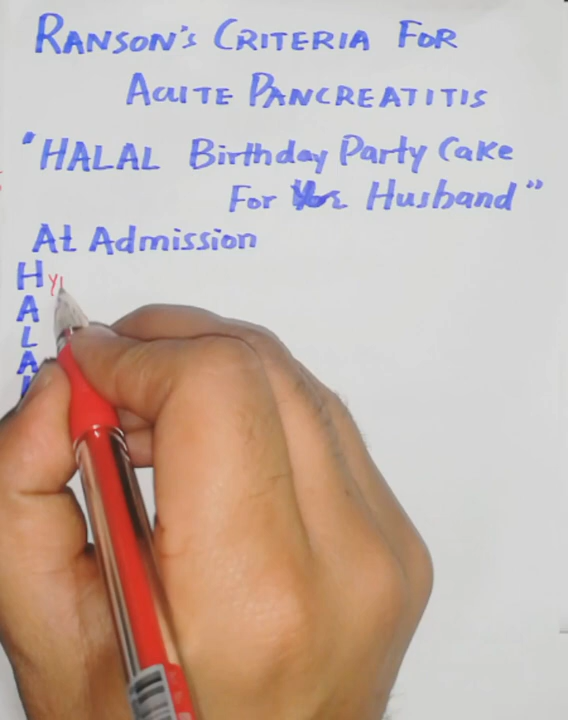 RANSON'S CRITERIA FOR
ACUTE PANCREATITIS
"HALAL Birthday Party Cake
For Husband"
At Admission
H
A
L
A